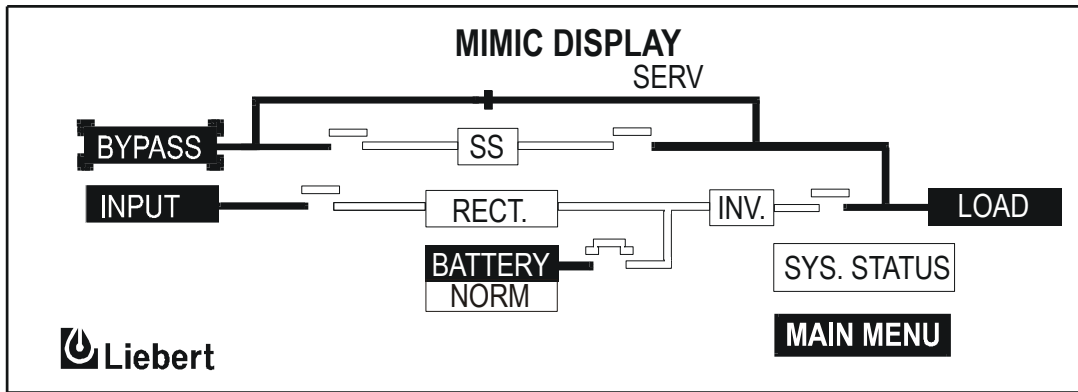 MIMIC DISPLAY
SERV
BYPASS
SS
INPUT
RECT.
INV.
LOAD
BATTERY
NORM
SYS. STATUS
MAIN MENU
Liebert